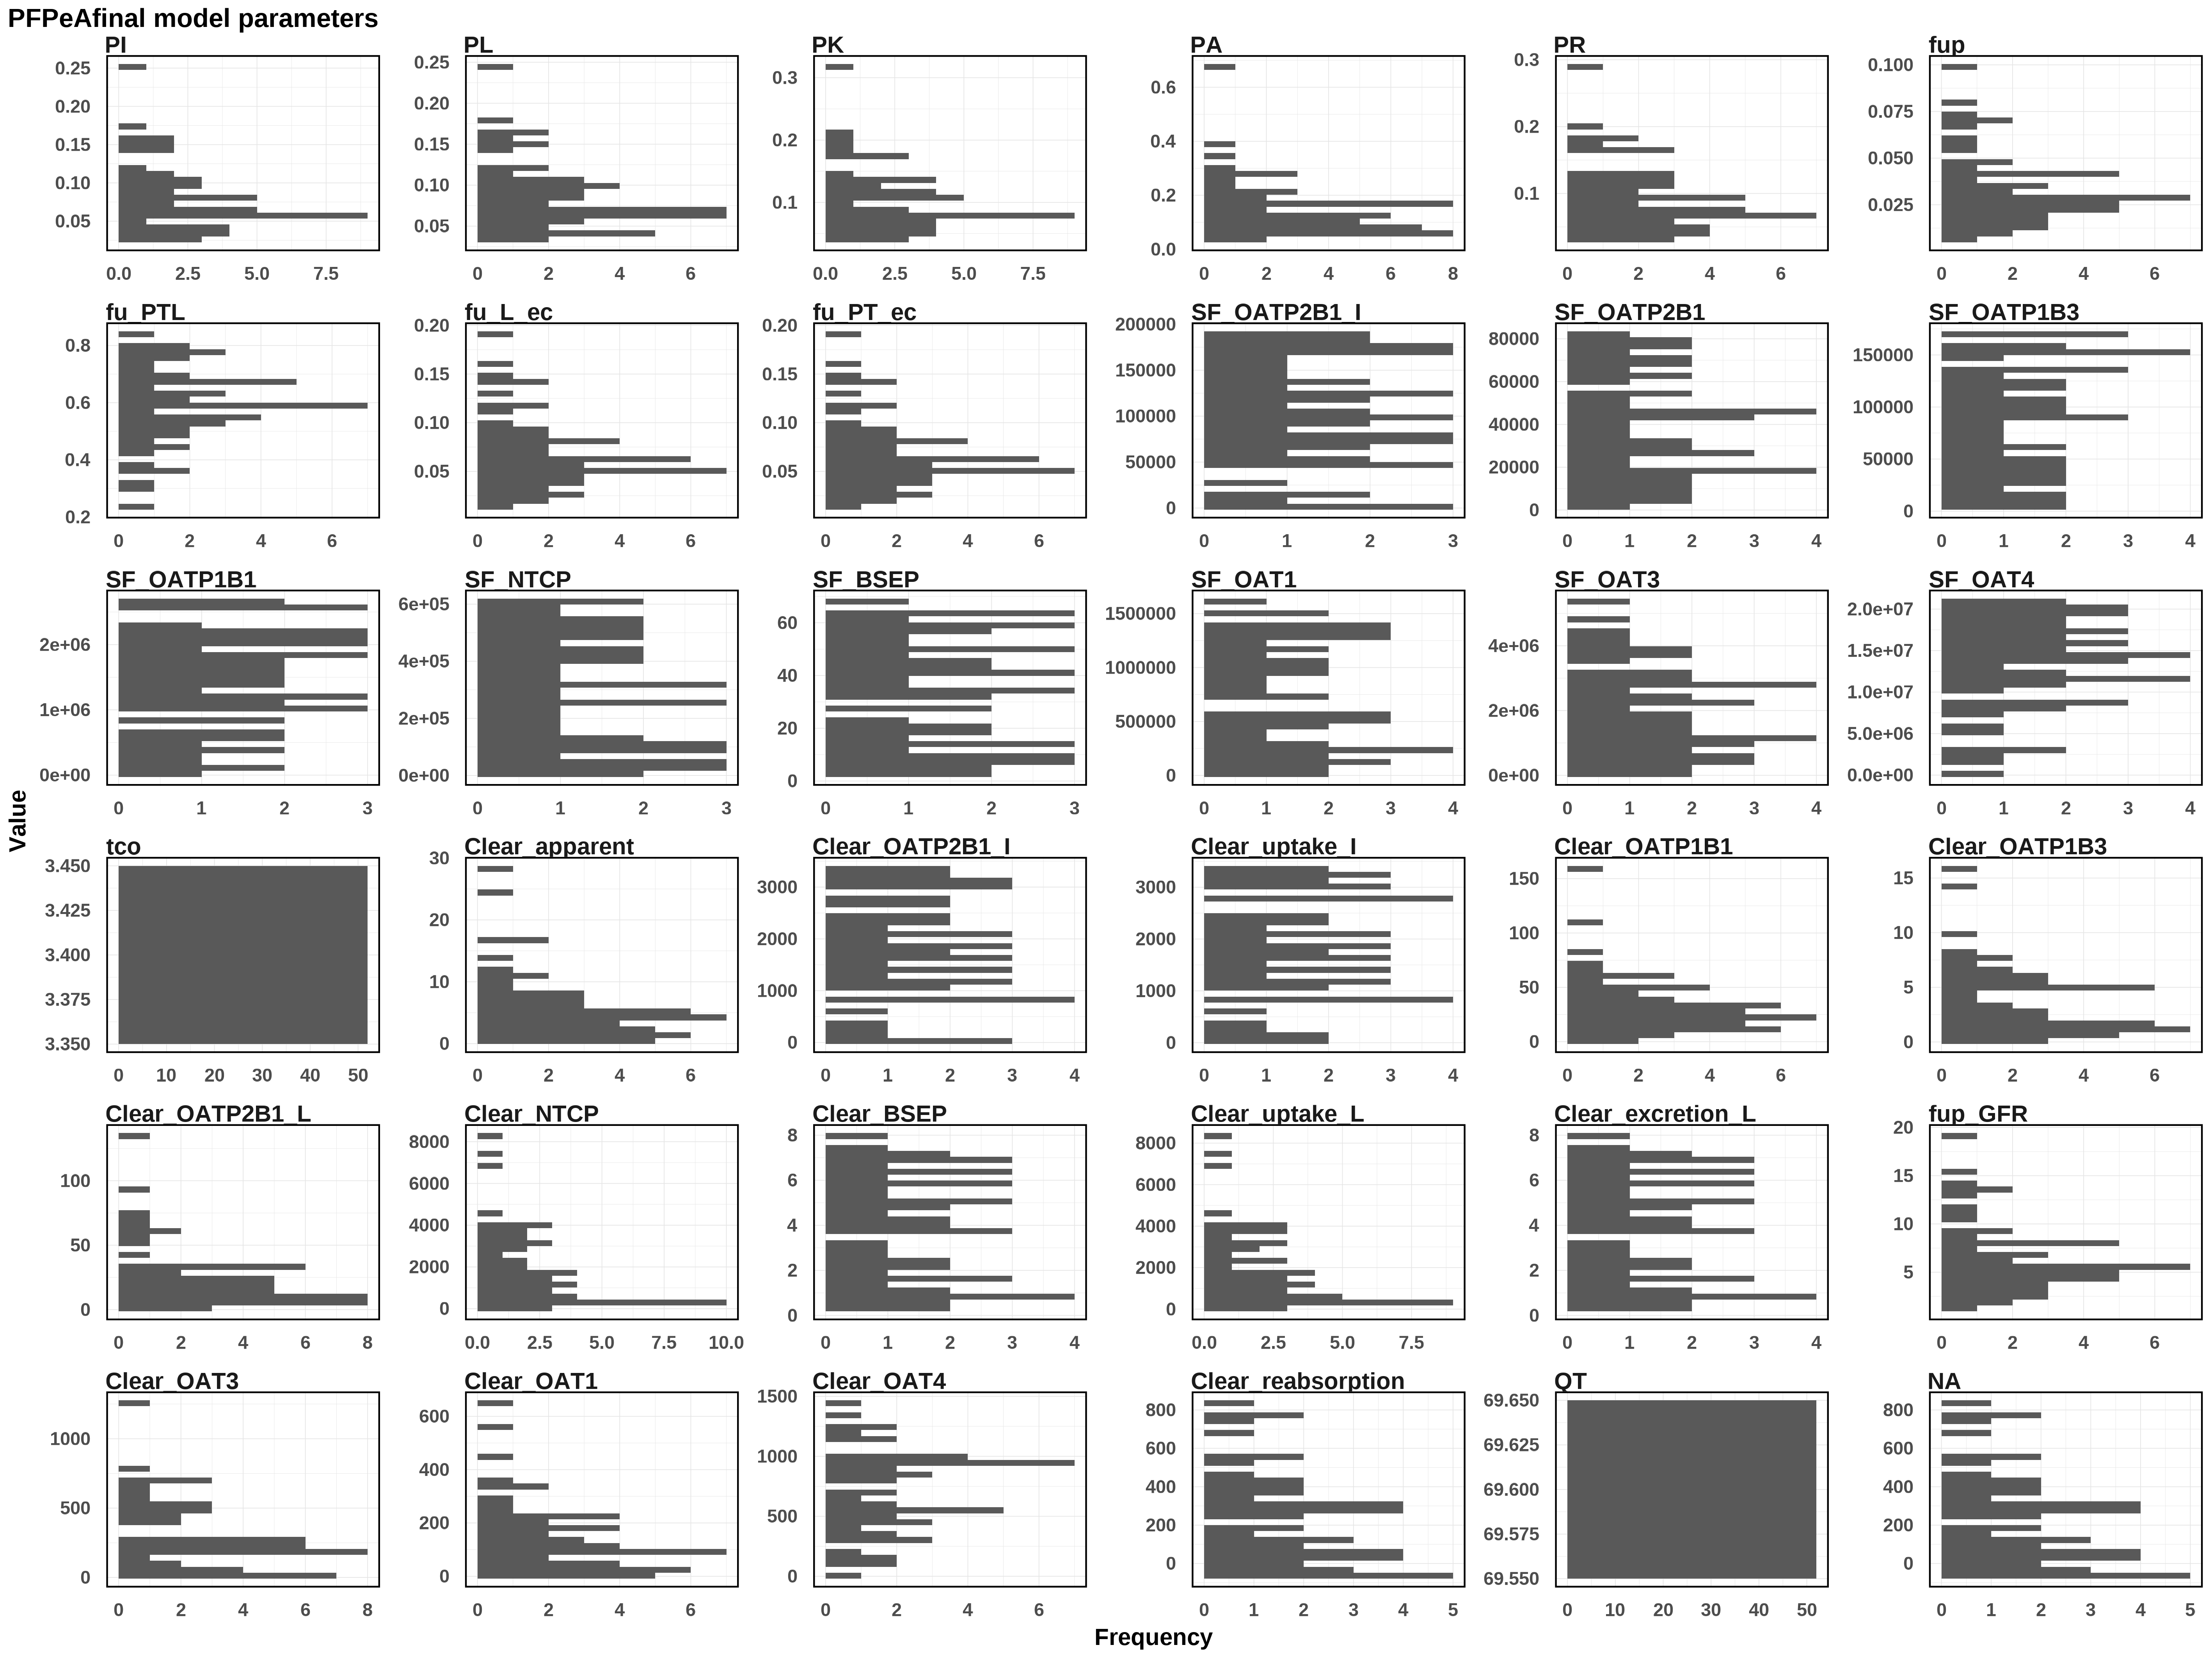 PFPeAfinal model parameters
PI PL PK PA PR fup
0.25 0.20 0.15 0.10 0.05
0.0 2.5 5.0 7.5
0.25 0.20 0.15 0.10 0.05
0 2 4 6
0.3 0.2 0.1
0.0 2.5 5.0 7.5
0.6 0.4 0.2 0.0
0 2 4 6 8
0.3 0.2 0.1
0 2 4 6
0.100 0.075 0.050 0.025
0 2 4 6
fu_PTL fu_L_ec fu_PT_ec SF_OATP2B1_I SF_OATP2B1 SF_OATP1B3
0.8 0.6 0.4 0.2
0 2 4 6
0.20 0.15 0.10 0.05
0 2 4 6
0.20 0.15 0.10 0.05
0 2 4 6
200000 150000 100000 50000 0
0 1 2 3
80000 60000 40000 20000 0
0 1 2 3 4
150000 100000 50000 0
0 1 2 3 4
SF_OATP1B1 SF_NTCP SF_BSEP SF_OAT1 SF_OAT3 SF_OAT4
2e+06 1e+06 0e+00
0 1 2 3
6e+05 4e+05 2e+05 0e+00
0 1 2 3
60 40 20 0
0 1 2 3
1500000 1000000 500000 0
0 1 2 3 4
4e+06 2e+06 0e+00
0 1 2 3 4
2.0e+07 1.5e+07 1.0e+07 5.0e+06 0.0e+00
0 1 2 3 4
Value
tco Clear_apparent Clear_OATP2B1_I Clear_uptake_I Clear_OATP1B1 Clear_OATP1B3
3.450 3.425 3.400 3.375 3.350
0 10 20 30 40 50
30 20 10 0
0 2 4 6
3000 2000 1000 0
0 1 2 3 4
3000 2000 1000 0
0 1 2 3 4
150 100 50 0
0 2 4 6
15 10 5 0
0 2 4 6
Clear_OATP2B1_L Clear_NTCP Clear_BSEP Clear_uptake_L Clear_excretion_L fup_GFR
100 50 0
0 2 4 6 8
8000 6000 4000 2000 0
0.0 2.5 5.0 7.5 10.0
8 6 4 2 0
0 1 2 3 4
8000 6000 4000 2000 0
0.0 2.5 5.0 7.5
8 6 4 2 0
0 1 2 3 4
20 15 10 5
0 2 4 6
Clear_OAT3 Clear_OAT1 Clear_OAT4 Clear_reabsorption QT NA
1000 500 0
0 2 4 6 8
600 400 200 0
0 2 4 6
1500 1000 500 0
0 2 4 6
800 600 400 200 0
0 1 2 3 4 5
69.650 69.625 69.600 69.575 69.550
0 10 20 30 40 50
800 600 400 200 0
0 1 2 3 4 5
Frequency